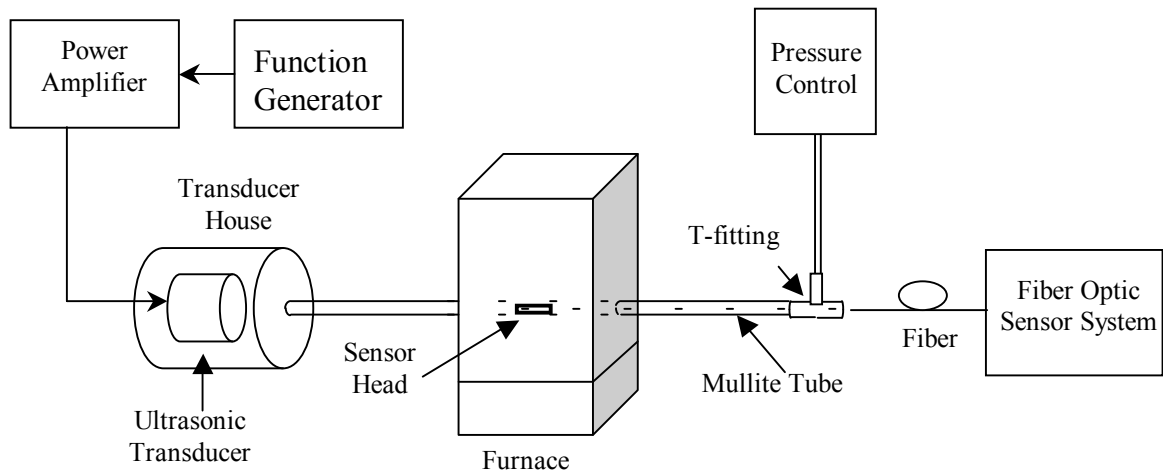 Power
Amplifier
Function
Generator
Pressure
Control
Transducer
House
T-fitting
Fiber Optic
Sensor System
Fiber
Sensor
Head
Mullite Tube
Ultrasonic
Transducer
Furnace